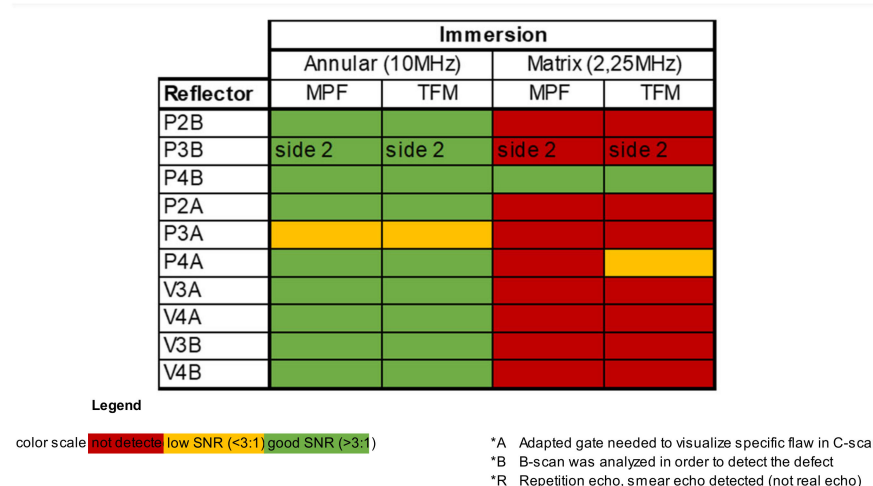 Immersion
Annular (10MHz) Matrix (2,25MHz)
Reflector MPF TFM MPF TFM
P2B
P3B side 2 side 2 side 2 side 2
P4B
P2A
P3A
P4A
V3A
V4A
V3B
V4B
Legend
color scale not detecte low SNR (<3:1) good SNR (>3:1)
*A Adapted gate needed to visualize specific flaw in C-sca
*B B-scan was analyzed in order to detect the defect
*R Repetition echo, smear echo detected (not real echo)